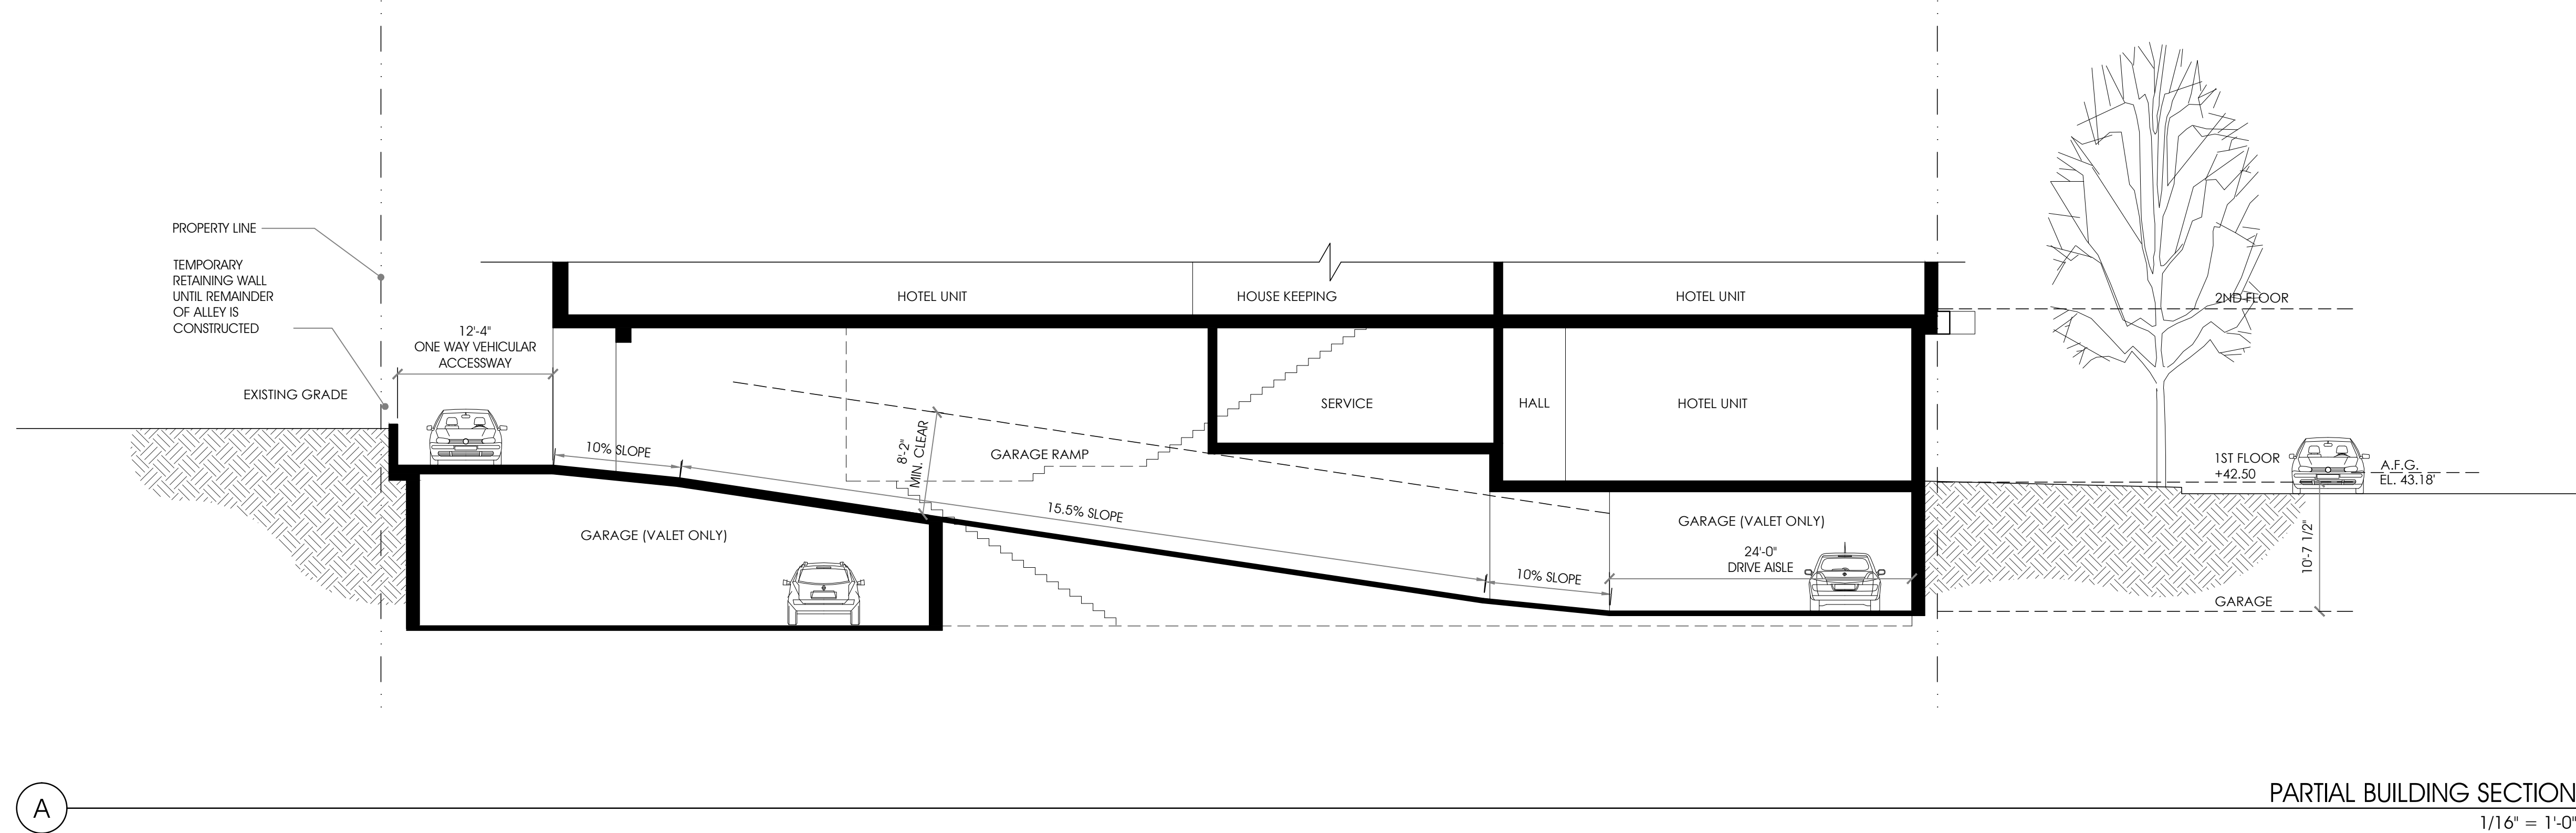 PROPERTY LINE
TEMPORARY
RETAINING WALL
UNTIL REMAINDER
OF ALLEY IS
CONSTRUCTED
12'-4"
ONE WAY VEHICULAR
ACCESSWAY
EXISTING GRADE
HOTEL UNIT
HOUSE KEEPING
HOTEL UNIT
2ND FLOOR
10% SLOPE
8'-2"
MIN. CLEAR
GARAGE RAMP
SERVICE
HALL
HOTEL UNIT
1ST FLOOR
+42.50
A.F.G.
EL. 43.18'
15.5% SLOPE
GARAGE (VALET ONLY)
GARAGE (VALET ONLY)
24'-0"
DRIVE AISLE
10% SLOPE
10'-7 1/2"
GARAGE
A
PARTIAL BUILDING SECTION
1/16" = 1'-0"